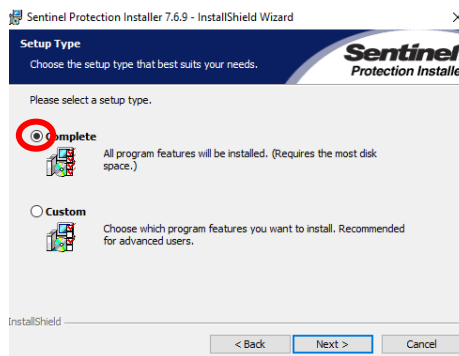 Sentinel Protection Installer 7.6.9 - InstallShield Wizard
Setup Type
Choose the setup type that best suits your needs.
Sentinel
Protection Installe
Please select a setup type.
Complete
All program features will be installed. (Requires the most disk
space.)
Custom
Choose which program features you want to install. Recommended
for advanced users.
InstallShield
< Back
Next >
Cancel